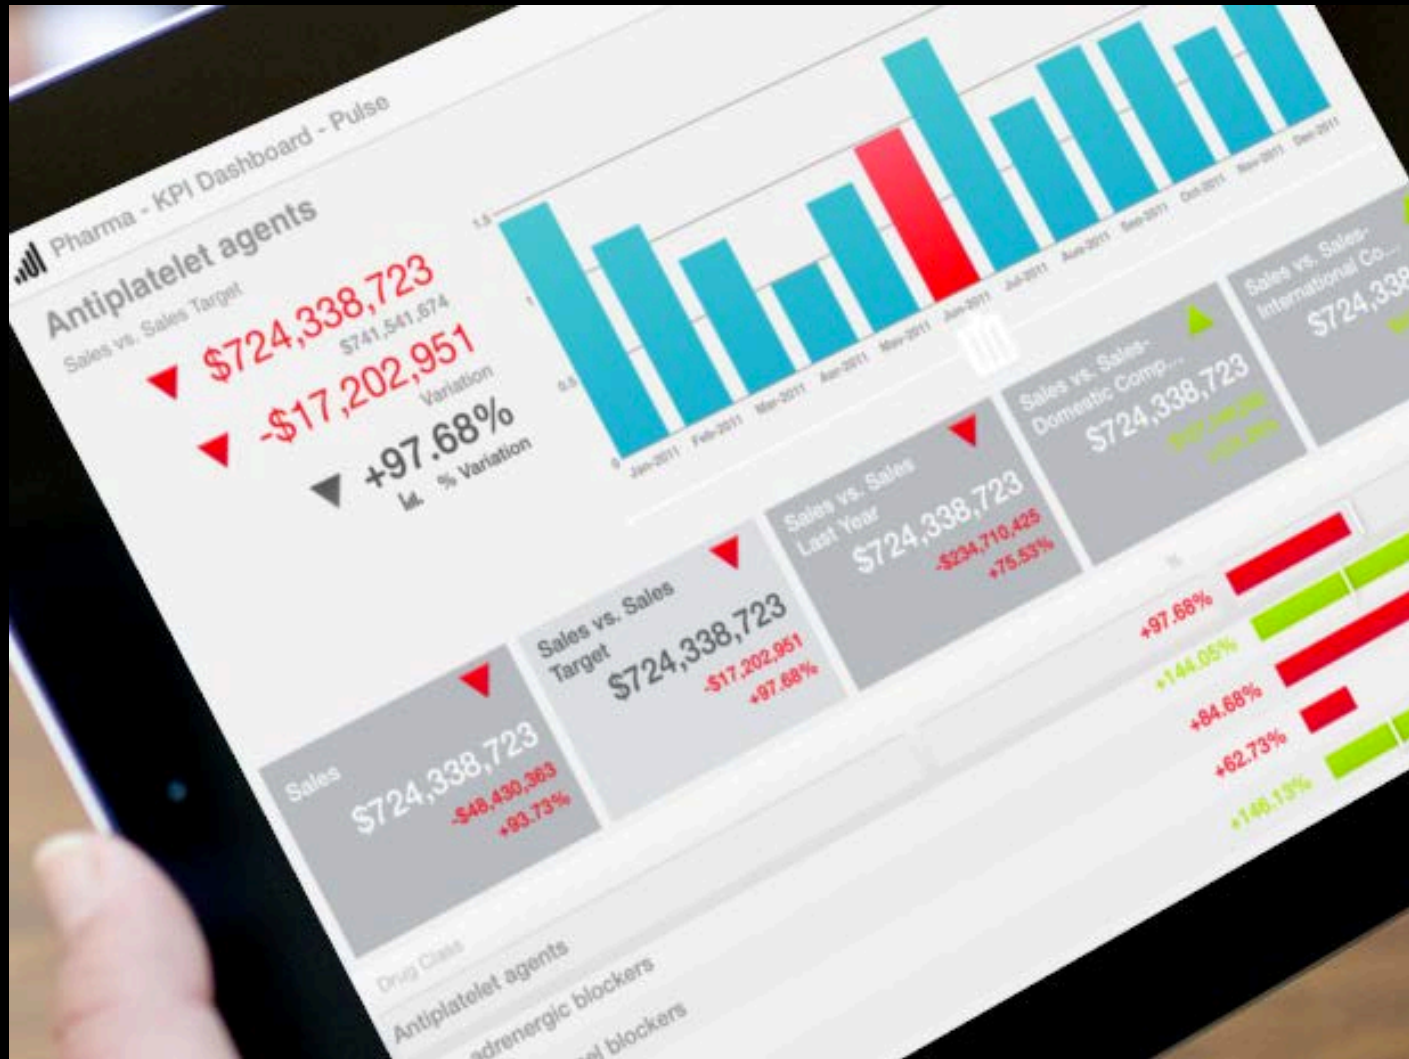 Pharma - KPI Dashboard - Pulse
Antiplatelet agents
Sales vs. Sales Target
$724,338,723
$741,541,674
-$17,202,951
Variation
+97.68%
% Variation
1.5
1
0.5
0
Jan-2011
Feb-2011
Mar-2011
Apr-2011
May-2011
Jun-2011
Jul-2011
Aug-2011
Sep-2011
Oct-2011
Nov-2011
Dec-2011
Sales
$724,338,723
-$48,430,363
+93.73%
Sales vs. Sales
Target
$724,338,723
-$17,202,951
+97.68%
Sales vs. Sales
Last Year
$724,338,723
-$234,710,425
+75.53%
Sales vs. Sales-
Domestic Comp...
$724,338,723
Sales vs. Sales-
International Co...
$724,338
Drug Class
%
Antiplatelet agents
adrenergic blockers
blockers
+97.68%
+144.05%
+84.68%
+62.73%
+146.13%